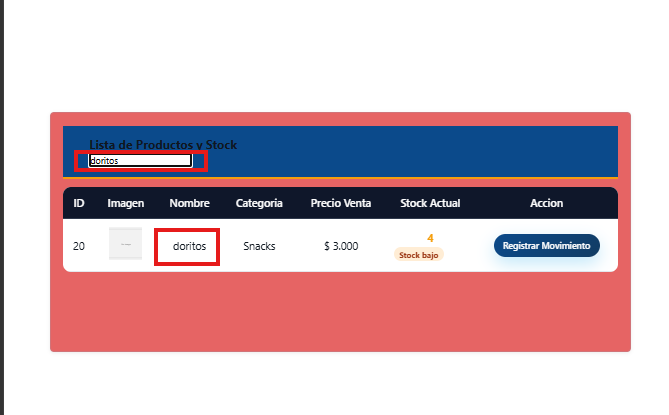 Lista de Productos y Stock
doritos
ID Imagen Nombre Categoria Precio Venta Stock Actual Accion
20 doritos Snacks $ 3.000 4 Registrar Movimiento
Stock bajo